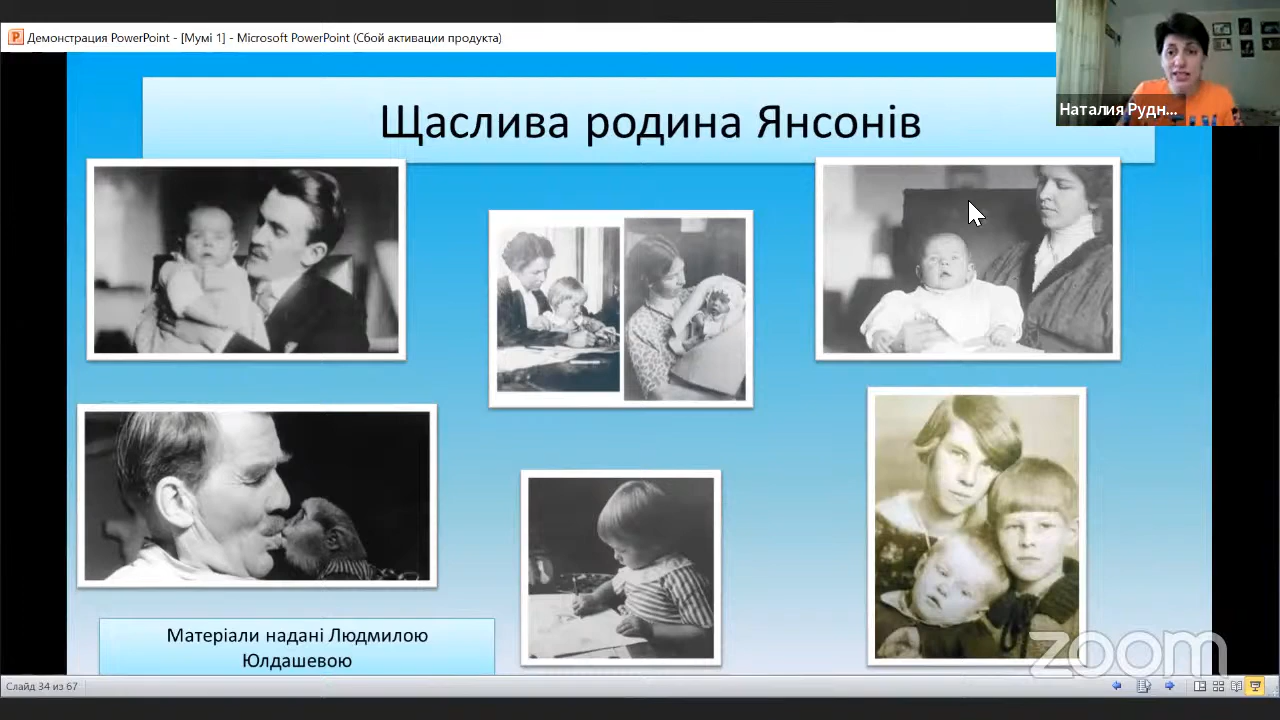 Демонстрация PowerPoint - [Мумі 1] - Microsoft PowerPoint (Сбой активации продукта)
Наталия Рудн...
Щаслива родина Янсонів
Матеріали надані Людмилою
Юлдашевою
zoom
Слайд 34 из 67